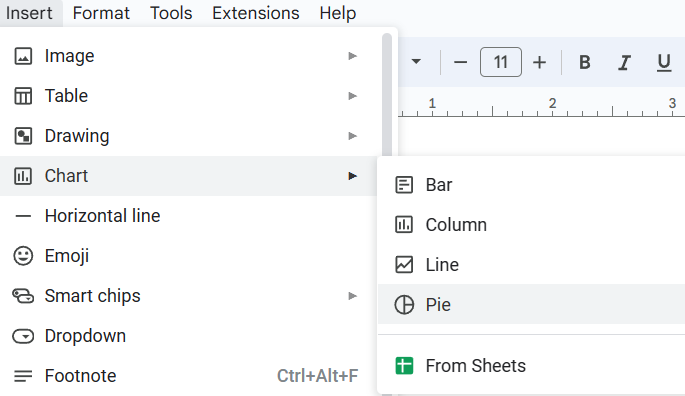 Insert Format Tools Extensions Help
Image
Table
Drawing
Chart
Horizontal line
Emoji
Smart chips
Dropdown
Footnote Ctrl+Alt+F
11 B I U
1 2 3
Bar
Column
Line
Pie
From Sheets